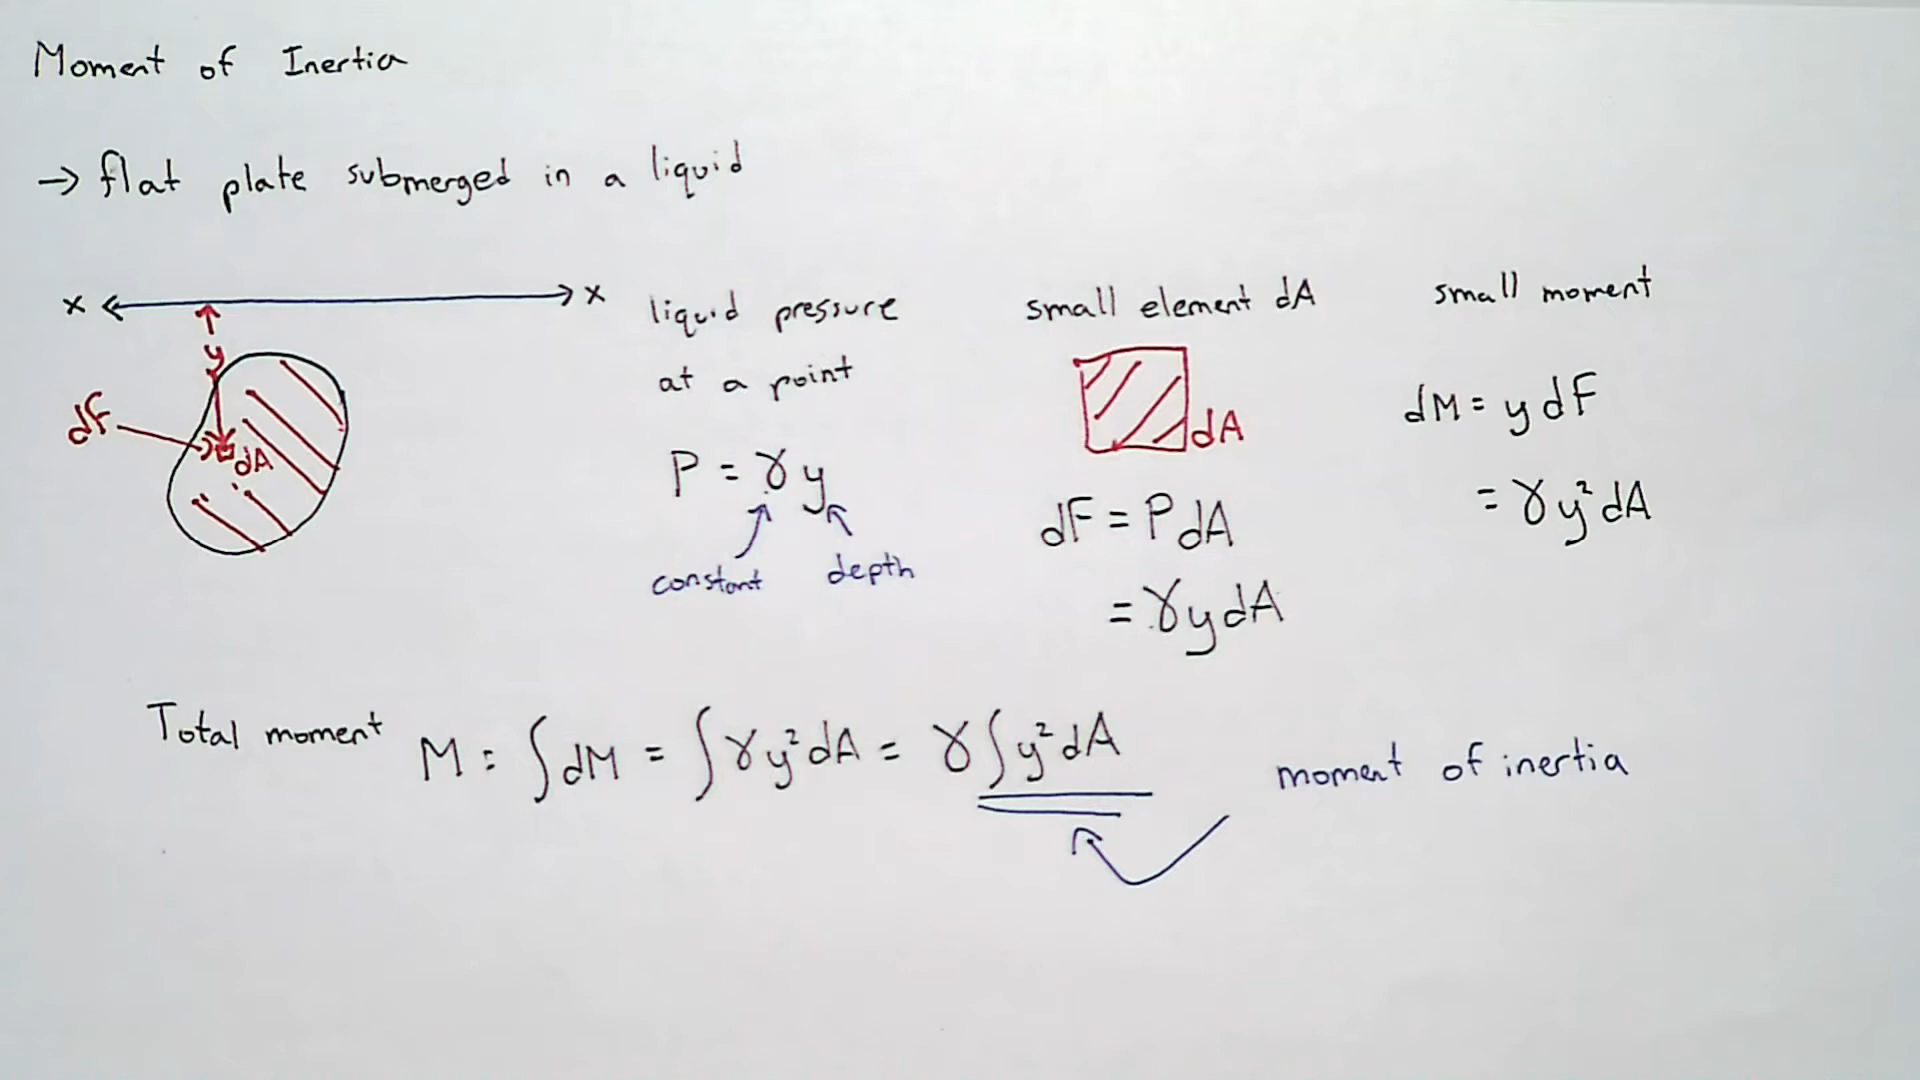 Moment of Inertia
→ flat plate submerged in a liquid
x x
y
dF
dA
liquid pressure
at a point
P = γy
constant depth
small element dA
dA
dF = PdA
= γydA
small moment
dM = ydF
= γy²dA
Total moment M = ∫dM = ∫γy²dA = γ∫y²dA
moment of inertia